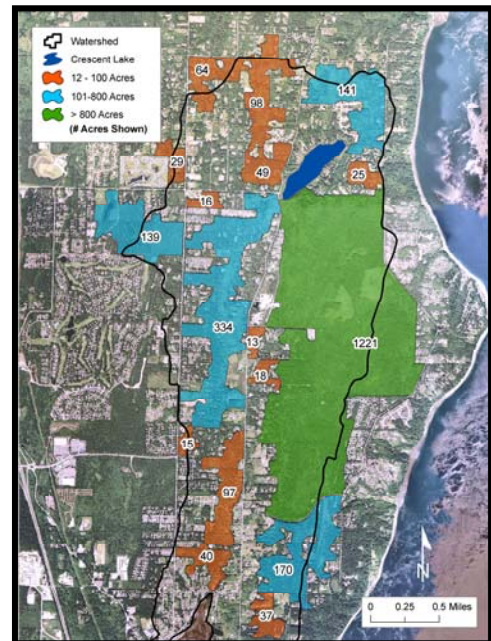 Watershed
Crescent Lake
12 - 100 Acres
101-800 Acres
> 800 Acres
(# Acres Shown)
64
98
141
29
49
25
16
139
334
13
1221
18
15
97
40
170
37
N
0 0.25 0.5 Miles